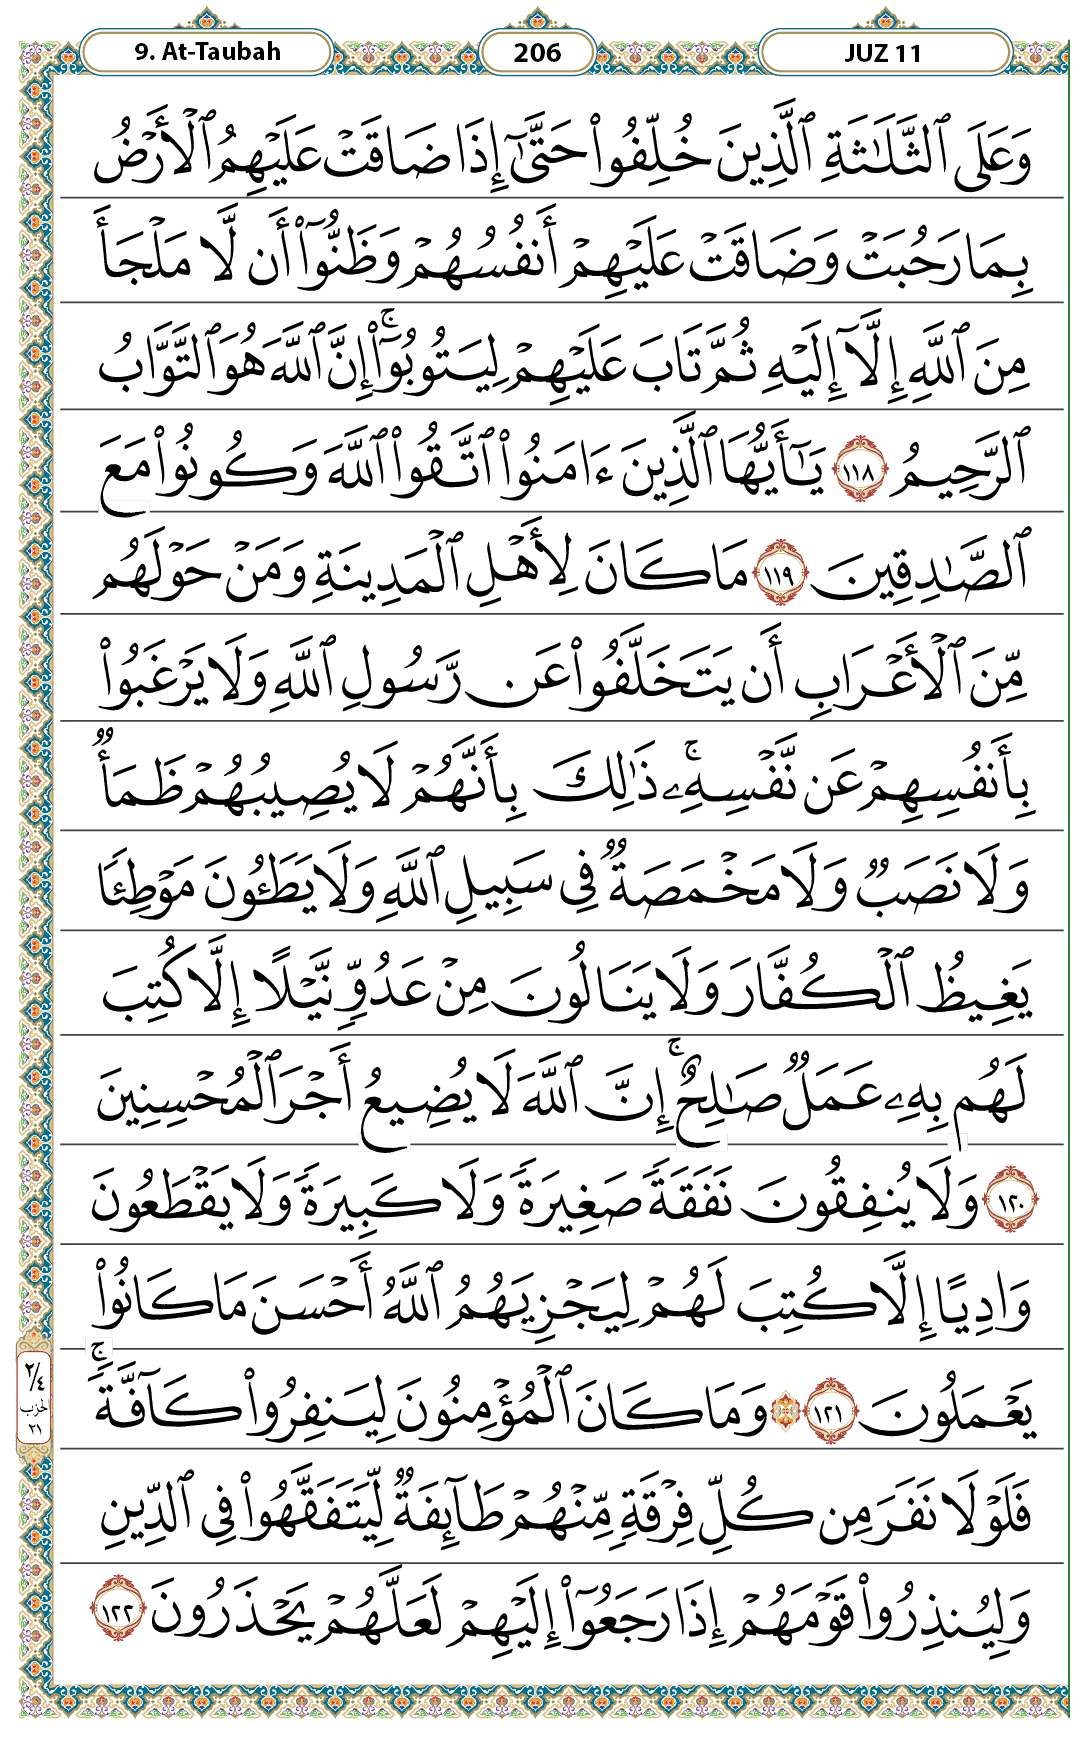 9. At-Taubah
206
JUZ 11
وَعَلَى ٱلثَّلَـٰثَةِ ٱلَّذِينَ خُلِّفُوا۟ حَتَّىٰٓ إِذَا ضَاقَتْ عَلَيْهِمُ ٱلْأَرْضُ
بِمَا رَحُبَتْ وَضَاقَتْ عَلَيْهِمْ أَنفُسُهُمْ وَظَنُّوٓا۟ أَن لَّا مَلْجَأَ
مِنَ ٱللَّهِ إِلَّآ إِلَيْهِ ثُمَّ تَابَ عَلَيْهِمْ لِيَتُوبُوٓا۟ ۚ إِنَّ ٱللَّهَ هُوَ ٱلتَّوَّابُ
ٱلرَّحِيمُ ١١٨ يَـٰٓأَيُّهَا ٱلَّذِينَ ءَامَنُوا۟ ٱتَّقُوا۟ ٱللَّهَ وَكُونُوا۟ مَعَ
ٱلصَّـٰدِقِينَ ١١٩ مَا كَانَ لِأَهْلِ ٱلْمَدِينَةِ وَمَنْ حَوْلَهُم
مِّنَ ٱلْأَعْرَابِ أَن يَتَخَلَّفُوا۟ عَن رَّسُولِ ٱللَّهِ وَلَا يَرْغَبُوا۟
بِأَنفُسِهِمْ عَن نَّفْسِهِۦ ۚ ذَٰلِكَ بِأَنَّهُمْ لَا يُصِيبُهُمْ ظَمَأٌ
وَلَا نَصَبٌ وَلَا مَخْمَصَةٌ فِى سَبِيلِ ٱللَّهِ وَلَا يَطَـُٔونَ مَوْطِئًا
يَغِيظُ ٱلْكُفَّارَ وَلَا يَنَالُونَ مِنْ عَدُوٍّ نَّيْلًا إِلَّا كُتِبَ
لَهُم بِهِۦ عَمَلٌ صَـٰلِحٌ ۚ إِنَّ ٱللَّهَ لَا يُضِيعُ أَجْرَ ٱلْمُحْسِنِينَ
١٢٠ وَلَا يُنفِقُونَ نَفَقَةً صَغِيرَةً وَلَا كَبِيرَةً وَلَا يَقْطَعُونَ
وَادِيًا إِلَّا كُتِبَ لَهُمْ لِيَجْزِيَهُمُ ٱللَّهُ أَحْسَنَ مَا كَانُوا۟
يَعْمَلُونَ ١٢١ ۞ وَمَا كَانَ ٱلْمُؤْمِنُونَ لِيَنفِرُوا۟ كَآفَّةً ۚ
فَلَوْلَا نَفَرَ مِن كُلِّ فِرْقَةٍ مِّنْهُمْ طَآئِفَةٌ لِّيَتَفَقَّهُوا۟ فِى ٱلدِّينِ
وَلِيُنذِرُوا۟ قَوْمَهُمْ إِذَا رَجَعُوٓا۟ إِلَيْهِمْ لَعَلَّهُمْ يَحْذَرُونَ ١٢٢
٢/٤
الحزب
٢١